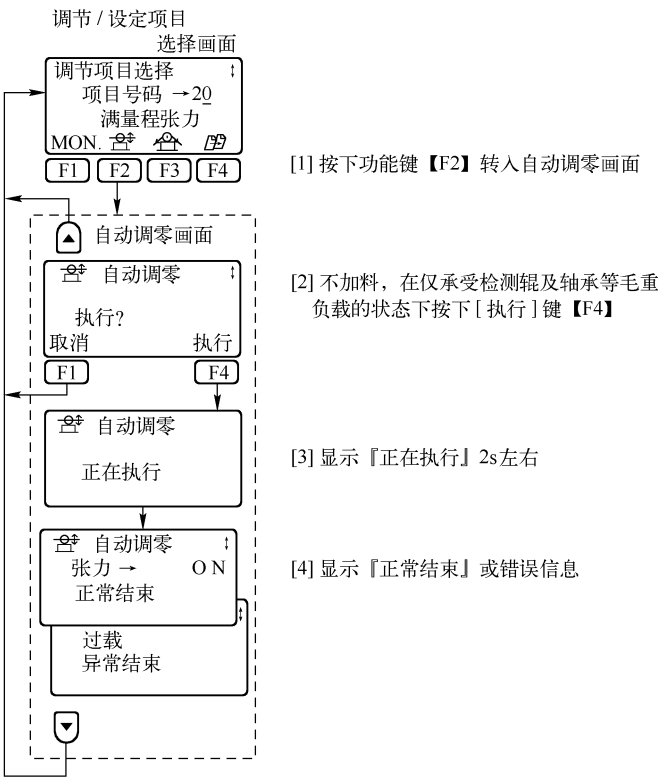 调节/设定项目
选择画面
调节项目选择
项目号码 →20
满量程张力
MON.
F1 F2 F3 F4
[1] 按下功能键【F2】转入自动调零画面
自动调零画面
自动调零
执行?
取消 执行
F1 F4
[2] 不加料，在仅承受检测辊及轴承等毛重
负载的状态下按下[执行]键【F4】
自动调零
正在执行
[3] 显示『正在执行』2s左右
自动调零
张力 → ON
正常结束
[4] 显示『正常结束』或错误信息
过载
异常结束